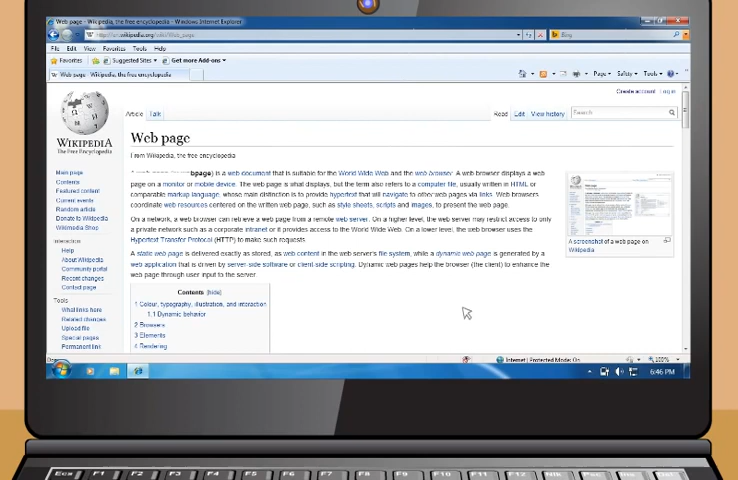 Web page - Wikipedia, the free encyclopedia - Windows Internet Explorer
wikipedia.org/wiki/Web_page
Bing
File Edit View Favorites Tools Help
Favorites Suggested Sites Get more Add-ons
Web page - Wikipedia, the free encyclopedia
Page Safety Tools
Create account Log in
Article Talk Read Edit View history Search
WIKIPEDIA
The Free Encyclopedia
Main page
Contents
Featured content
Current events
Random article
Donate to Wikipedia
Wikimedia Shop
Interaction
Help
About Wikipedia
Community portal
Recent changes
Contact page
Tools
What links here
Related changes
Upload file
Special pages
Permanent link
Web page
From Wikipedia, the free encyclopedia
webpage) is a web document that is suitable for the World Wide Web and the web browser. A web browser displays a web
page on a monitor or mobile device. The web page is what displays, but the term also refers to a computer file, usually written in HTML or
comparable markup language, whose main distinction is to provide hypertext that will navigate to other web pages via links. Web browsers
coordinate web resources centered on the written web page, such as style sheets, scripts and images, to present the web page.
On a network, a web browser can retrieve a web page from a remote web server. On a higher level, the web server may restrict access to only
a private network such as a corporate intranet or it provides access to the World Wide Web. On a lower level, the web browser uses the
Hypertext Transfer Protocol (HTTP) to make such requests
A static web page is delivered exactly as stored, as web content in the web server's file system, while a dynamic web page is generated by a
web application that is driven by server-side software or client-side scripting. Dynamic web pages help the browser (the client) to enhance the
web page through user input to the server.
A screenshot of a web page on
Wikipedia
Contents [hide]
1 Colour, typography, illustration, and interaction
1.1 Dynamic behavior
2 Browsers
3 Elements
4 Rendering
Internet | Protected Mode: On
100%
6:46 PM
Esc F1 F2 F3 F4 F5 F6 F7 F8 F9 F10 F11 F12